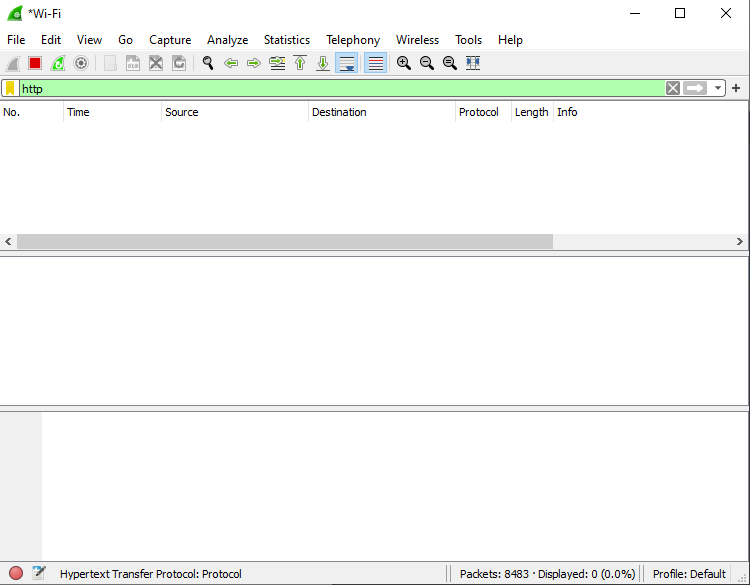 *Wi-Fi
File Edit View Go Capture Analyze Statistics Telephony Wireless Tools Help
http
No. Time Source Destination Protocol Length Info
Hypertext Transfer Protocol: Protocol Packets: 8483 · Displayed: 0 (0.0%) Profile: Default